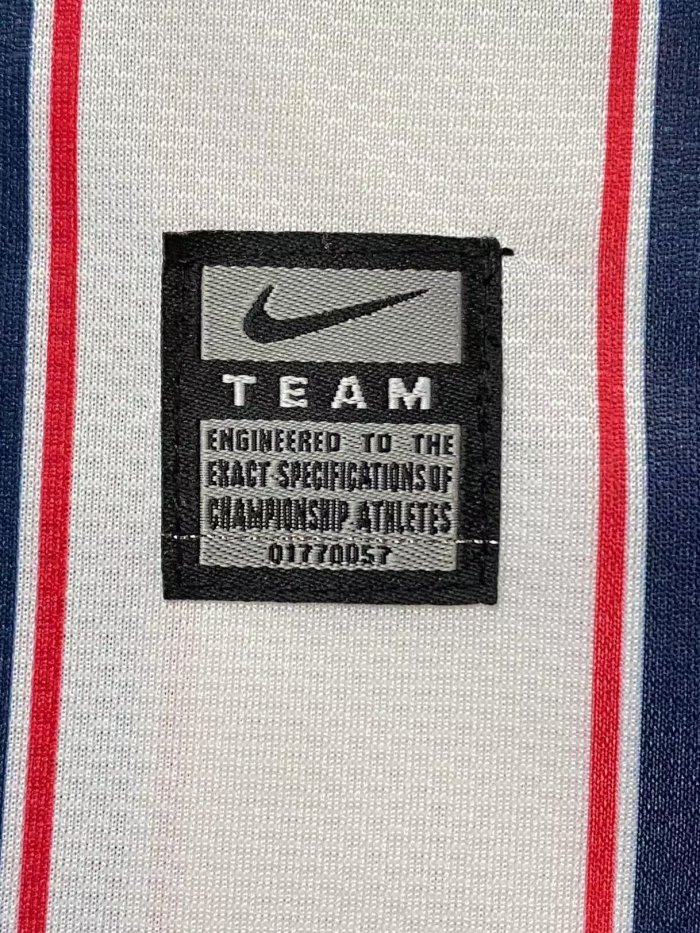 TEAM
ENGINEERED TO THE
EXACT SPECIFICATIONS OF
CHAMPIONSHIP ATHLETES
01770057